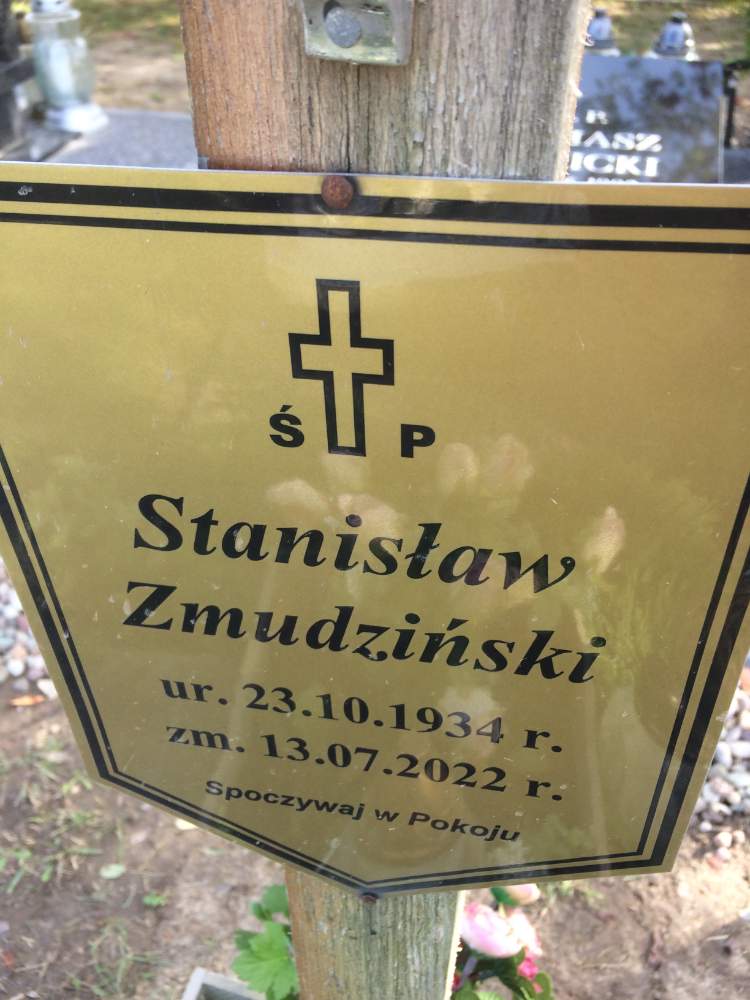 Ś P
Stanisław
Zmudziński
ur. 23.10.1934 r.
zm. 13.07.2022 r.
Spoczywaj w Pokoju